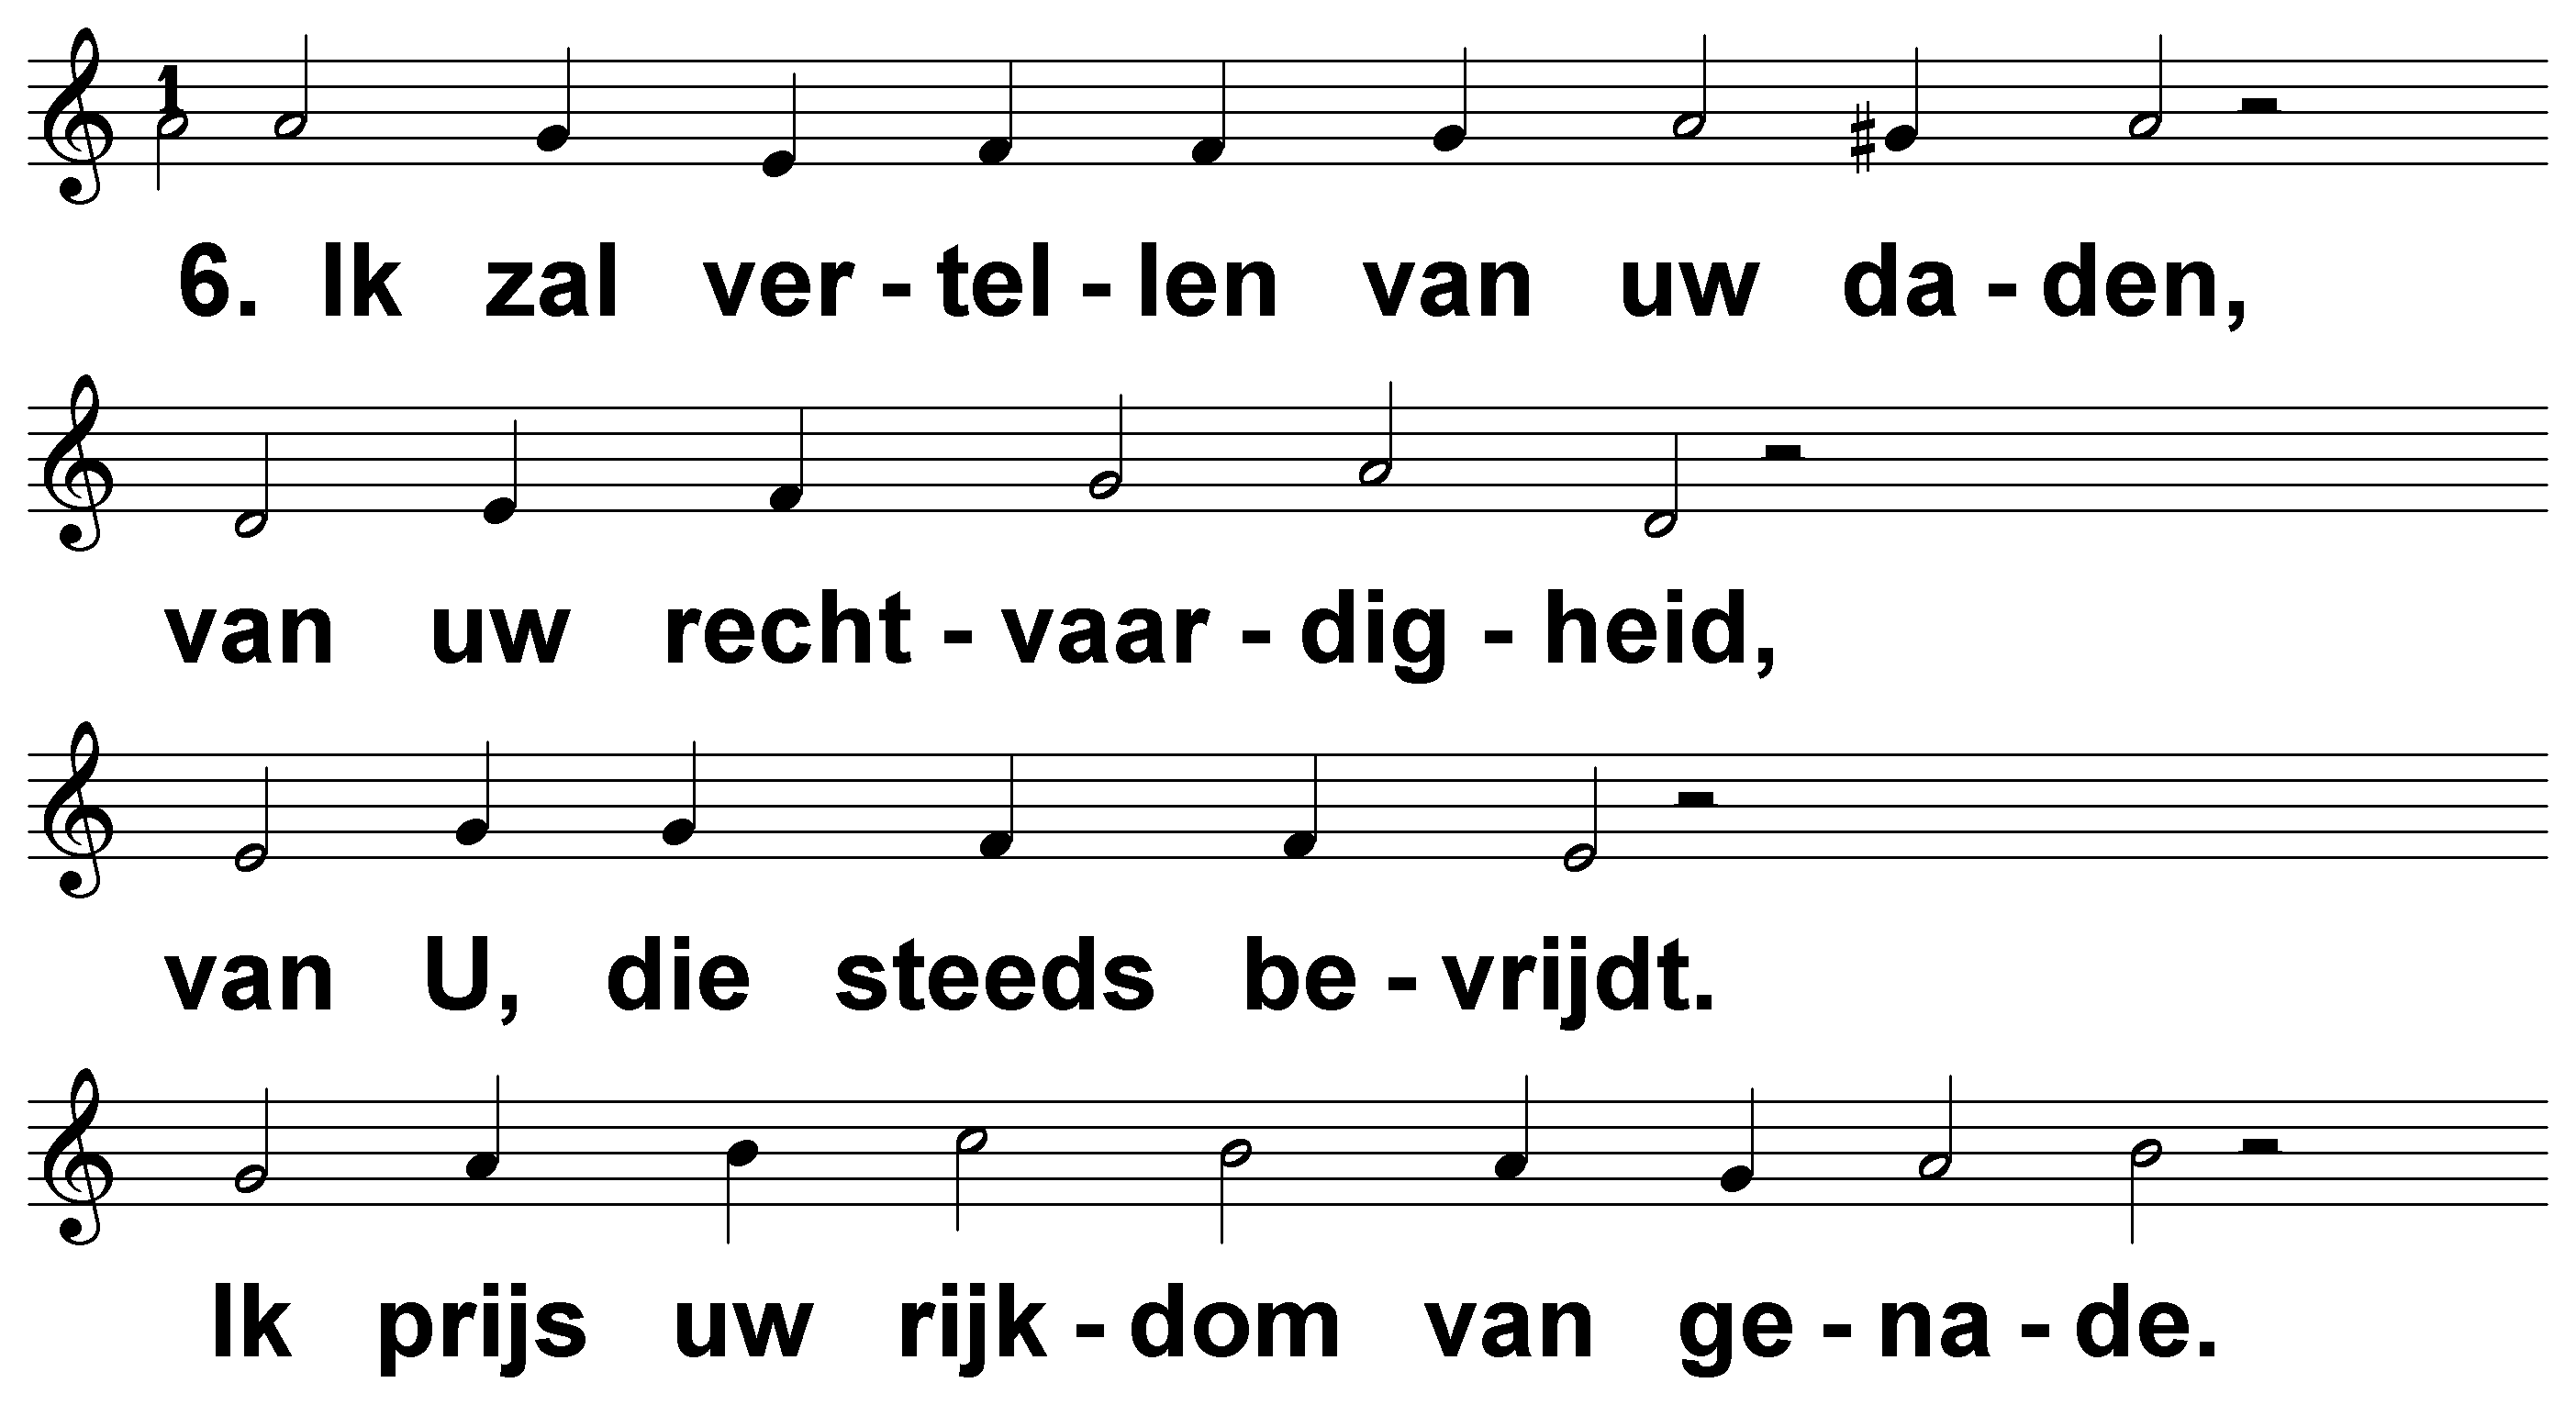 1
6. Ik zal ver - tel - len van uw da - den,
van uw recht - vaar - dig - heid,
van U, die steeds be - vrijdt.
Ik prijs uw rijk - dom van ge - na - de.